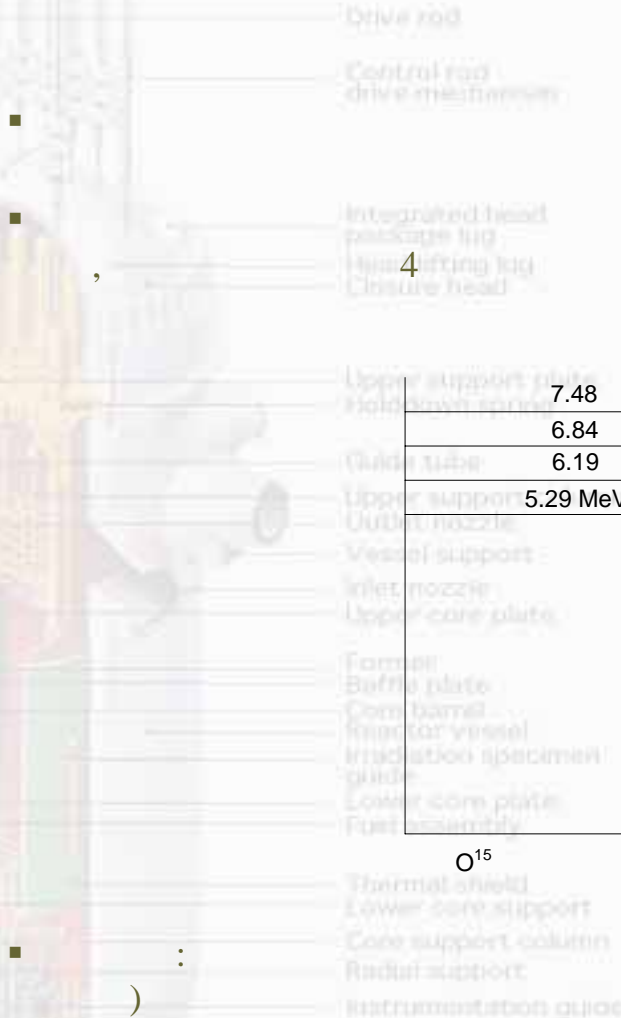 Drive rod
Control rod
drive mechanism
▪
Integrated head
package lug
▪
Head lifting lug
, 4
Closure head
Upper support plate
7.48
Holddown spring
6.84
Guide tube
6.19
Upper support
5.29 MeV
Outlet nozzle
Vessel support
Inlet nozzle
Upper core plate
Former
Baffle plate
Core barrel
Reactor vessel
Irradiation specimen
guide
Lower core plate
Fuel assembly
O¹⁵
Thermal shield
Lower core support
Core support column
▪ :
Radial support
)
Instrumentation guide